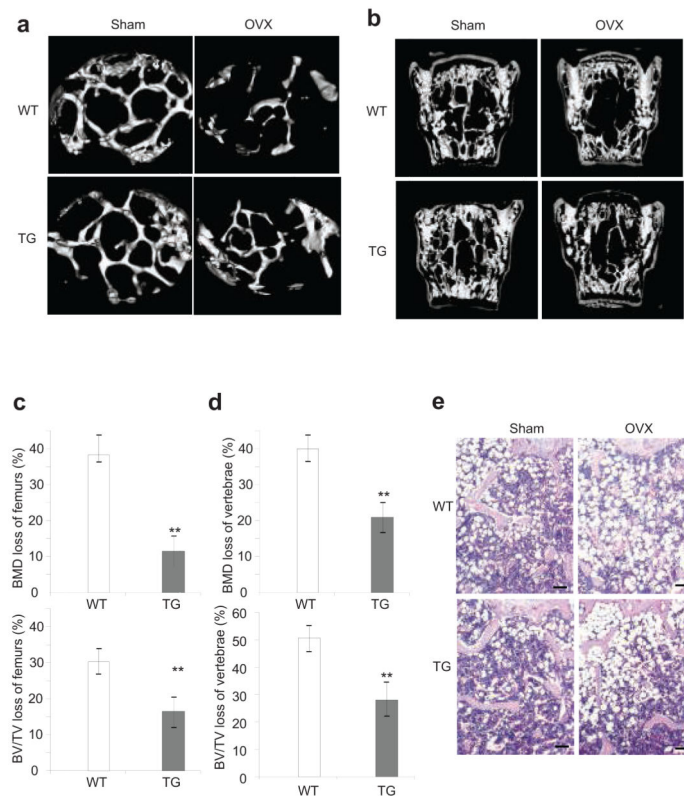 a
Sham
OVX
WT
TG
b
Sham
OVX
WT
TG
c
BMD loss of femurs (%)
40
30
20
10
0
**
WT
TG
BV/TV loss of femurs (%)
40
30
20
10
0
**
WT
TG
d
BMD loss of vertebrae (%)
40
30
20
10
0
**
WT
TG
BV/TV loss of vertebrae (%)
60
50
40
30
20
10
0
**
WT
TG
e
Sham
OVX
WT
TG